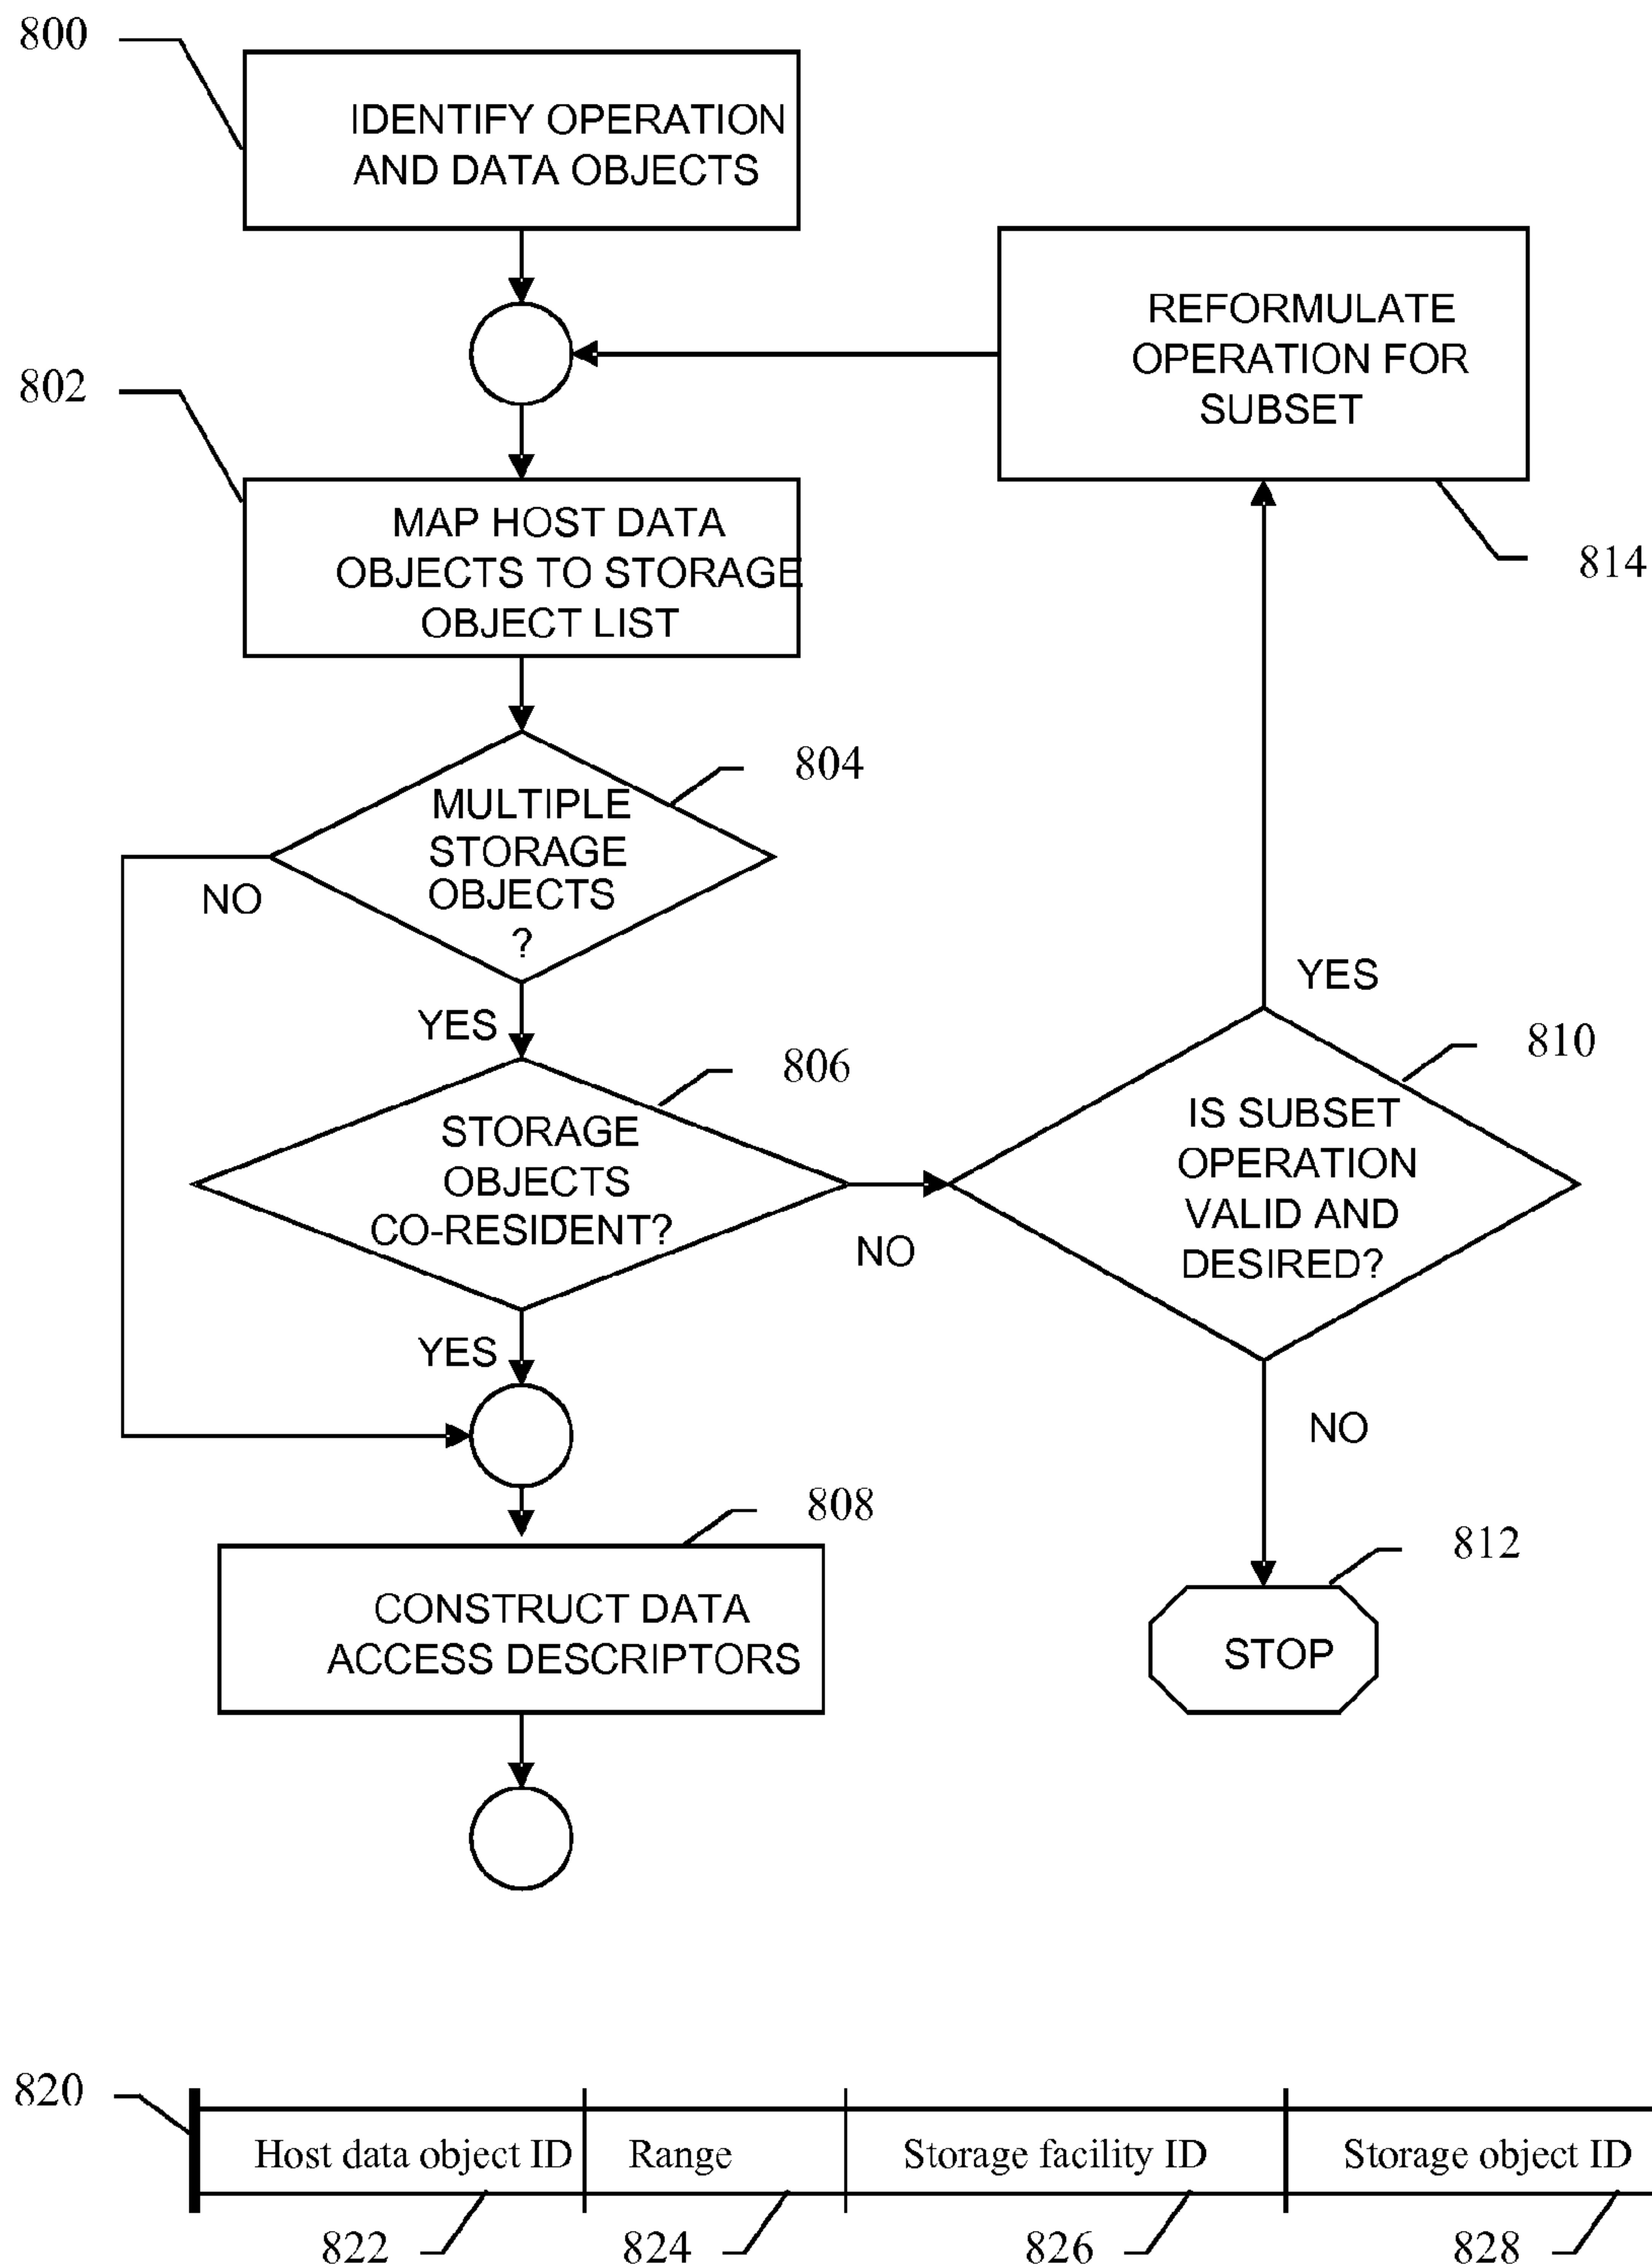 800
IDENTIFY OPERATION
AND DATA OBJECTS
REFORMULATE
OPERATION FOR
SUBSET
814
802
MAP HOST DATA
OBJECTS TO STORAGE
OBJECT LIST
804
MULTIPLE
STORAGE
OBJECTS
?
NO
YES
806
STORAGE
OBJECTS
CO-RESIDENT?
NO
YES
YES
810
IS SUBSET
OPERATION
VALID AND
DESIRED?
NO
808
CONSTRUCT DATA
ACCESS DESCRIPTORS
812
STOP
820
Host data object ID
Range
Storage facility ID
Storage object ID
822
824
826
828